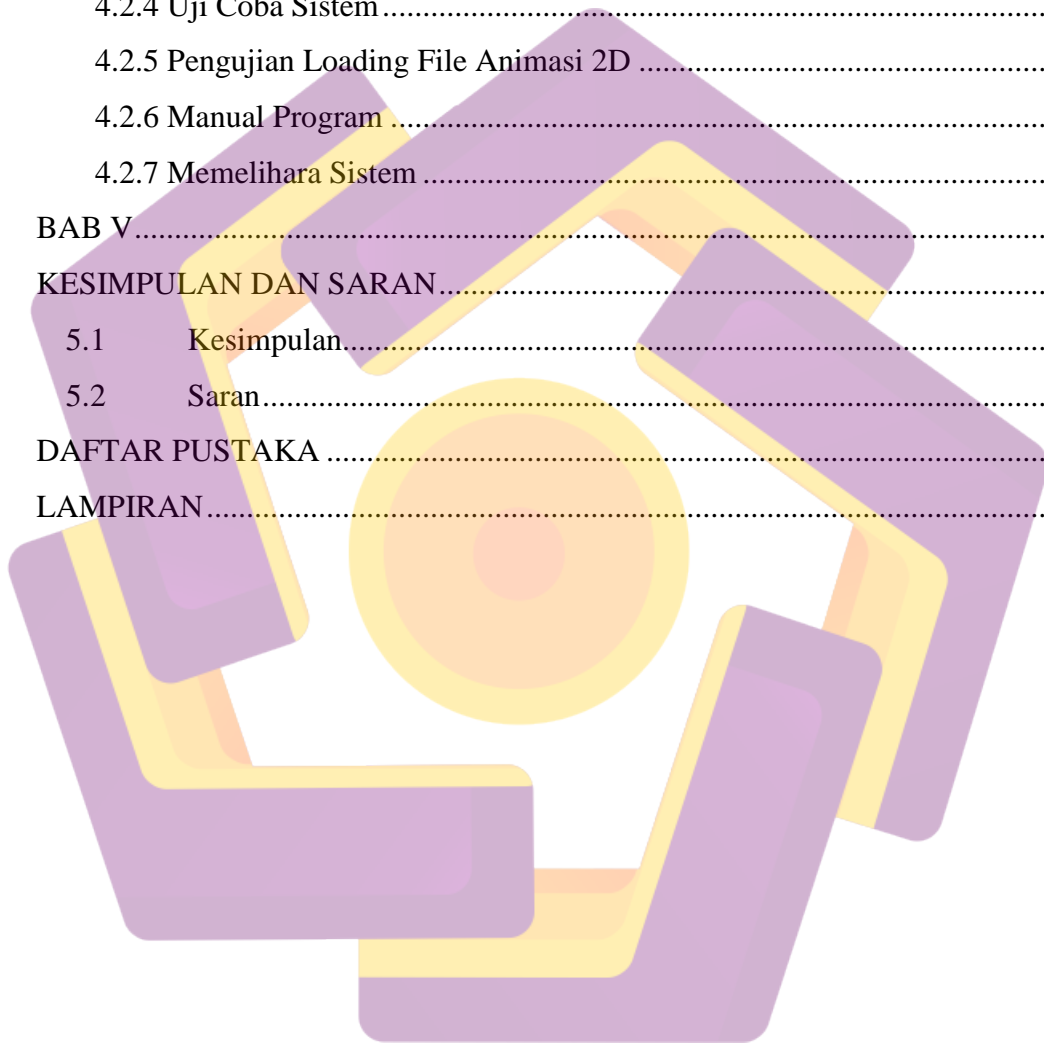 4.2.4 Uji Coba Sistem........................................................................
4.2.5 Pengujian Loading File Animasi 2D ............................................
4.2.6 Manual Program .......................................................................
4.2.7 Memelihara Sistem ...................................................................
BAB V....................................................................................................
KESIMPULAN DAN SARAN...................................................................
5.1 Kesimpulan..............................................................................
5.2 Saran........................................................................................
DAFTAR PUSTAKA ...............................................................................
LAMPIRAN............................................................................................